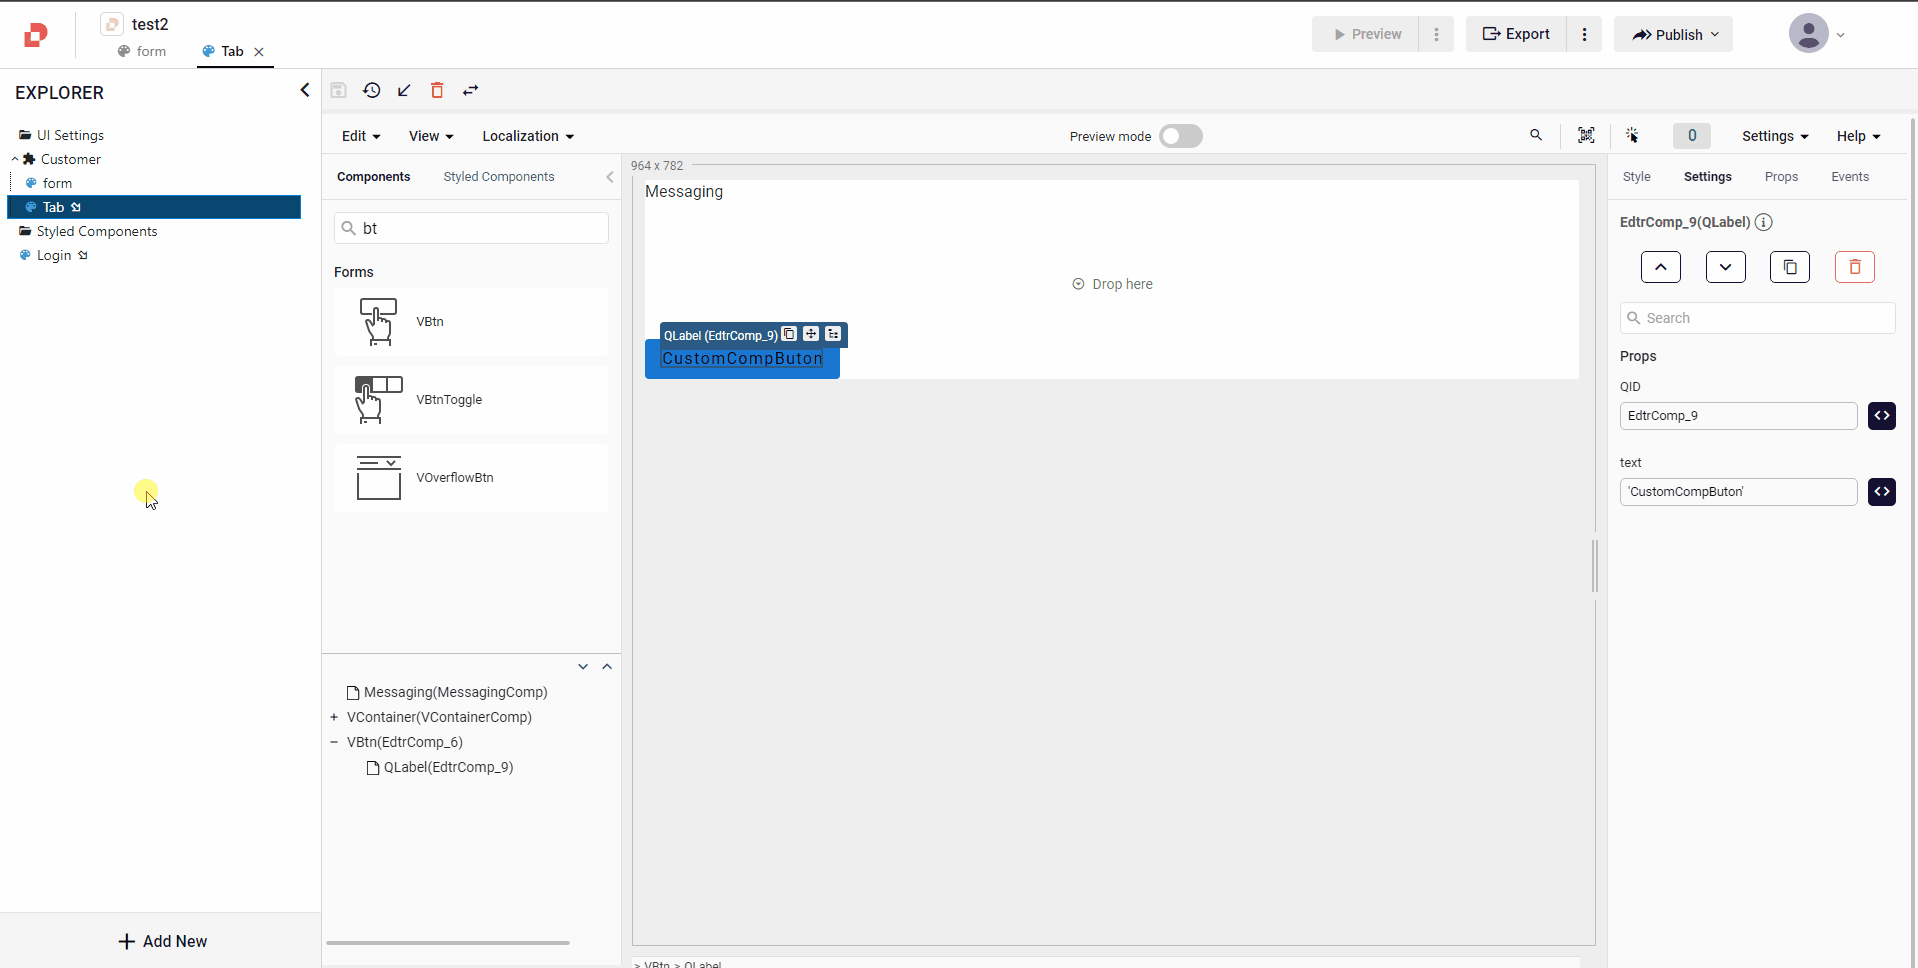 test2
form
Tab
Preview
Export
Publish
EXPLORER
UI Settings
Customer
form
Tab
Styled Components
Login
Add New
Edit
View
Localization
Preview mode
0
Settings
Help
Components
Styled Components
bt
Forms
VBtn
VBtnToggle
VOverflowBtn
Messaging(MessagingComp)
+ VContainer(VContainerComp)
− VBtn(EdtrComp_6)
QLabel(EdtrComp_9)
964 x 782
Messaging
Drop here
QLabel (EdtrComp_9)
CustomCompButon
> VBtn > QLabel
Style
Settings
Props
Events
EdtrComp_9(QLabel)
Search
Props
QID
EdtrComp_9
text
'CustomCompButon'